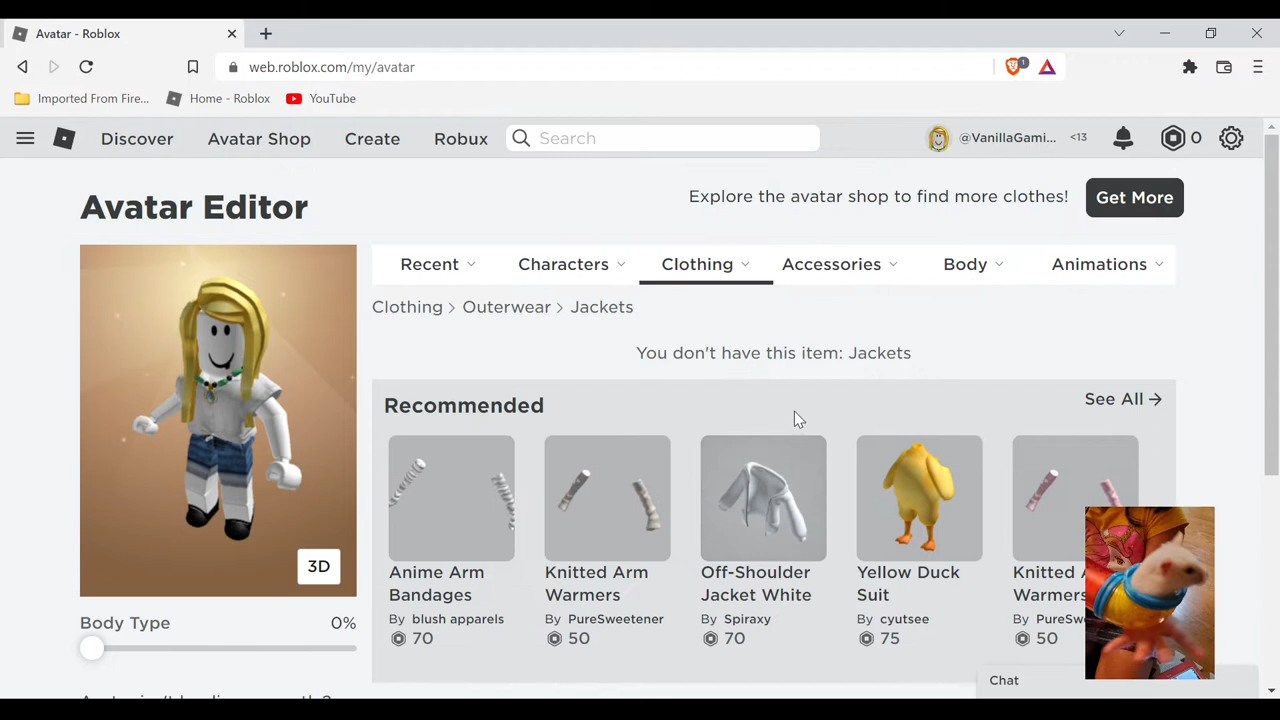 Avatar - Roblox
web.roblox.com/my/avatar
1
Imported From Fire...
Home - Roblox
YouTube
Discover
Avatar Shop
Create
Robux
Search
@VanillaGami...
<13
0
Avatar Editor
Explore the avatar shop to find more clothes!
Get More
Recent
Characters
Clothing
Accessories
Body
Animations
Clothing > Outerwear > Jackets
You don't have this item: Jackets
Recommended
See All
3D
Anime Arm
Bandages
By blush apparels
70
Knitted Arm
Warmers
By PureSweetener
50
Off-Shoulder
Jacket White
By Spiraxy
70
Yellow Duck
Suit
By cyutsee
75
Knitted
Warmers
By
50
Body Type
0%
Chat